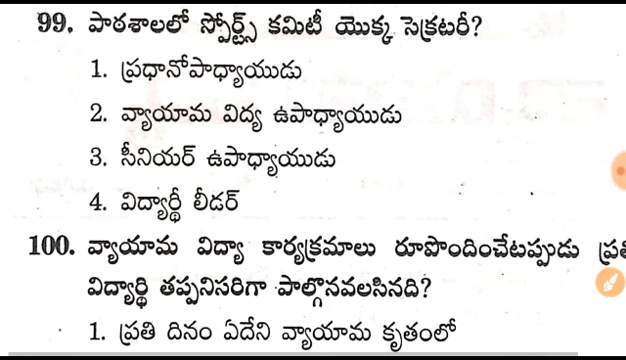 99. పాఠశాలలో స్పోర్ట్స్ కమిటీ యొక్క సెక్రటరీ?
1. ప్రధానోపాధ్యాయుడు
2. వ్యాయామ విద్య ఉపాధ్యాయుడు
3. సీనియర్ ఉపాధ్యాయుడు
4. విద్యార్థీ లీడర్
100. వ్యాయామ విద్యా కార్యక్రమాలు రూపొందించేటప్పుడు ప్రతి
విద్యార్థి తప్పనిసరిగా పాల్గొనవలసినది?
1. ప్రతి దినం ఏదేని వ్యాయామ కృతంలో